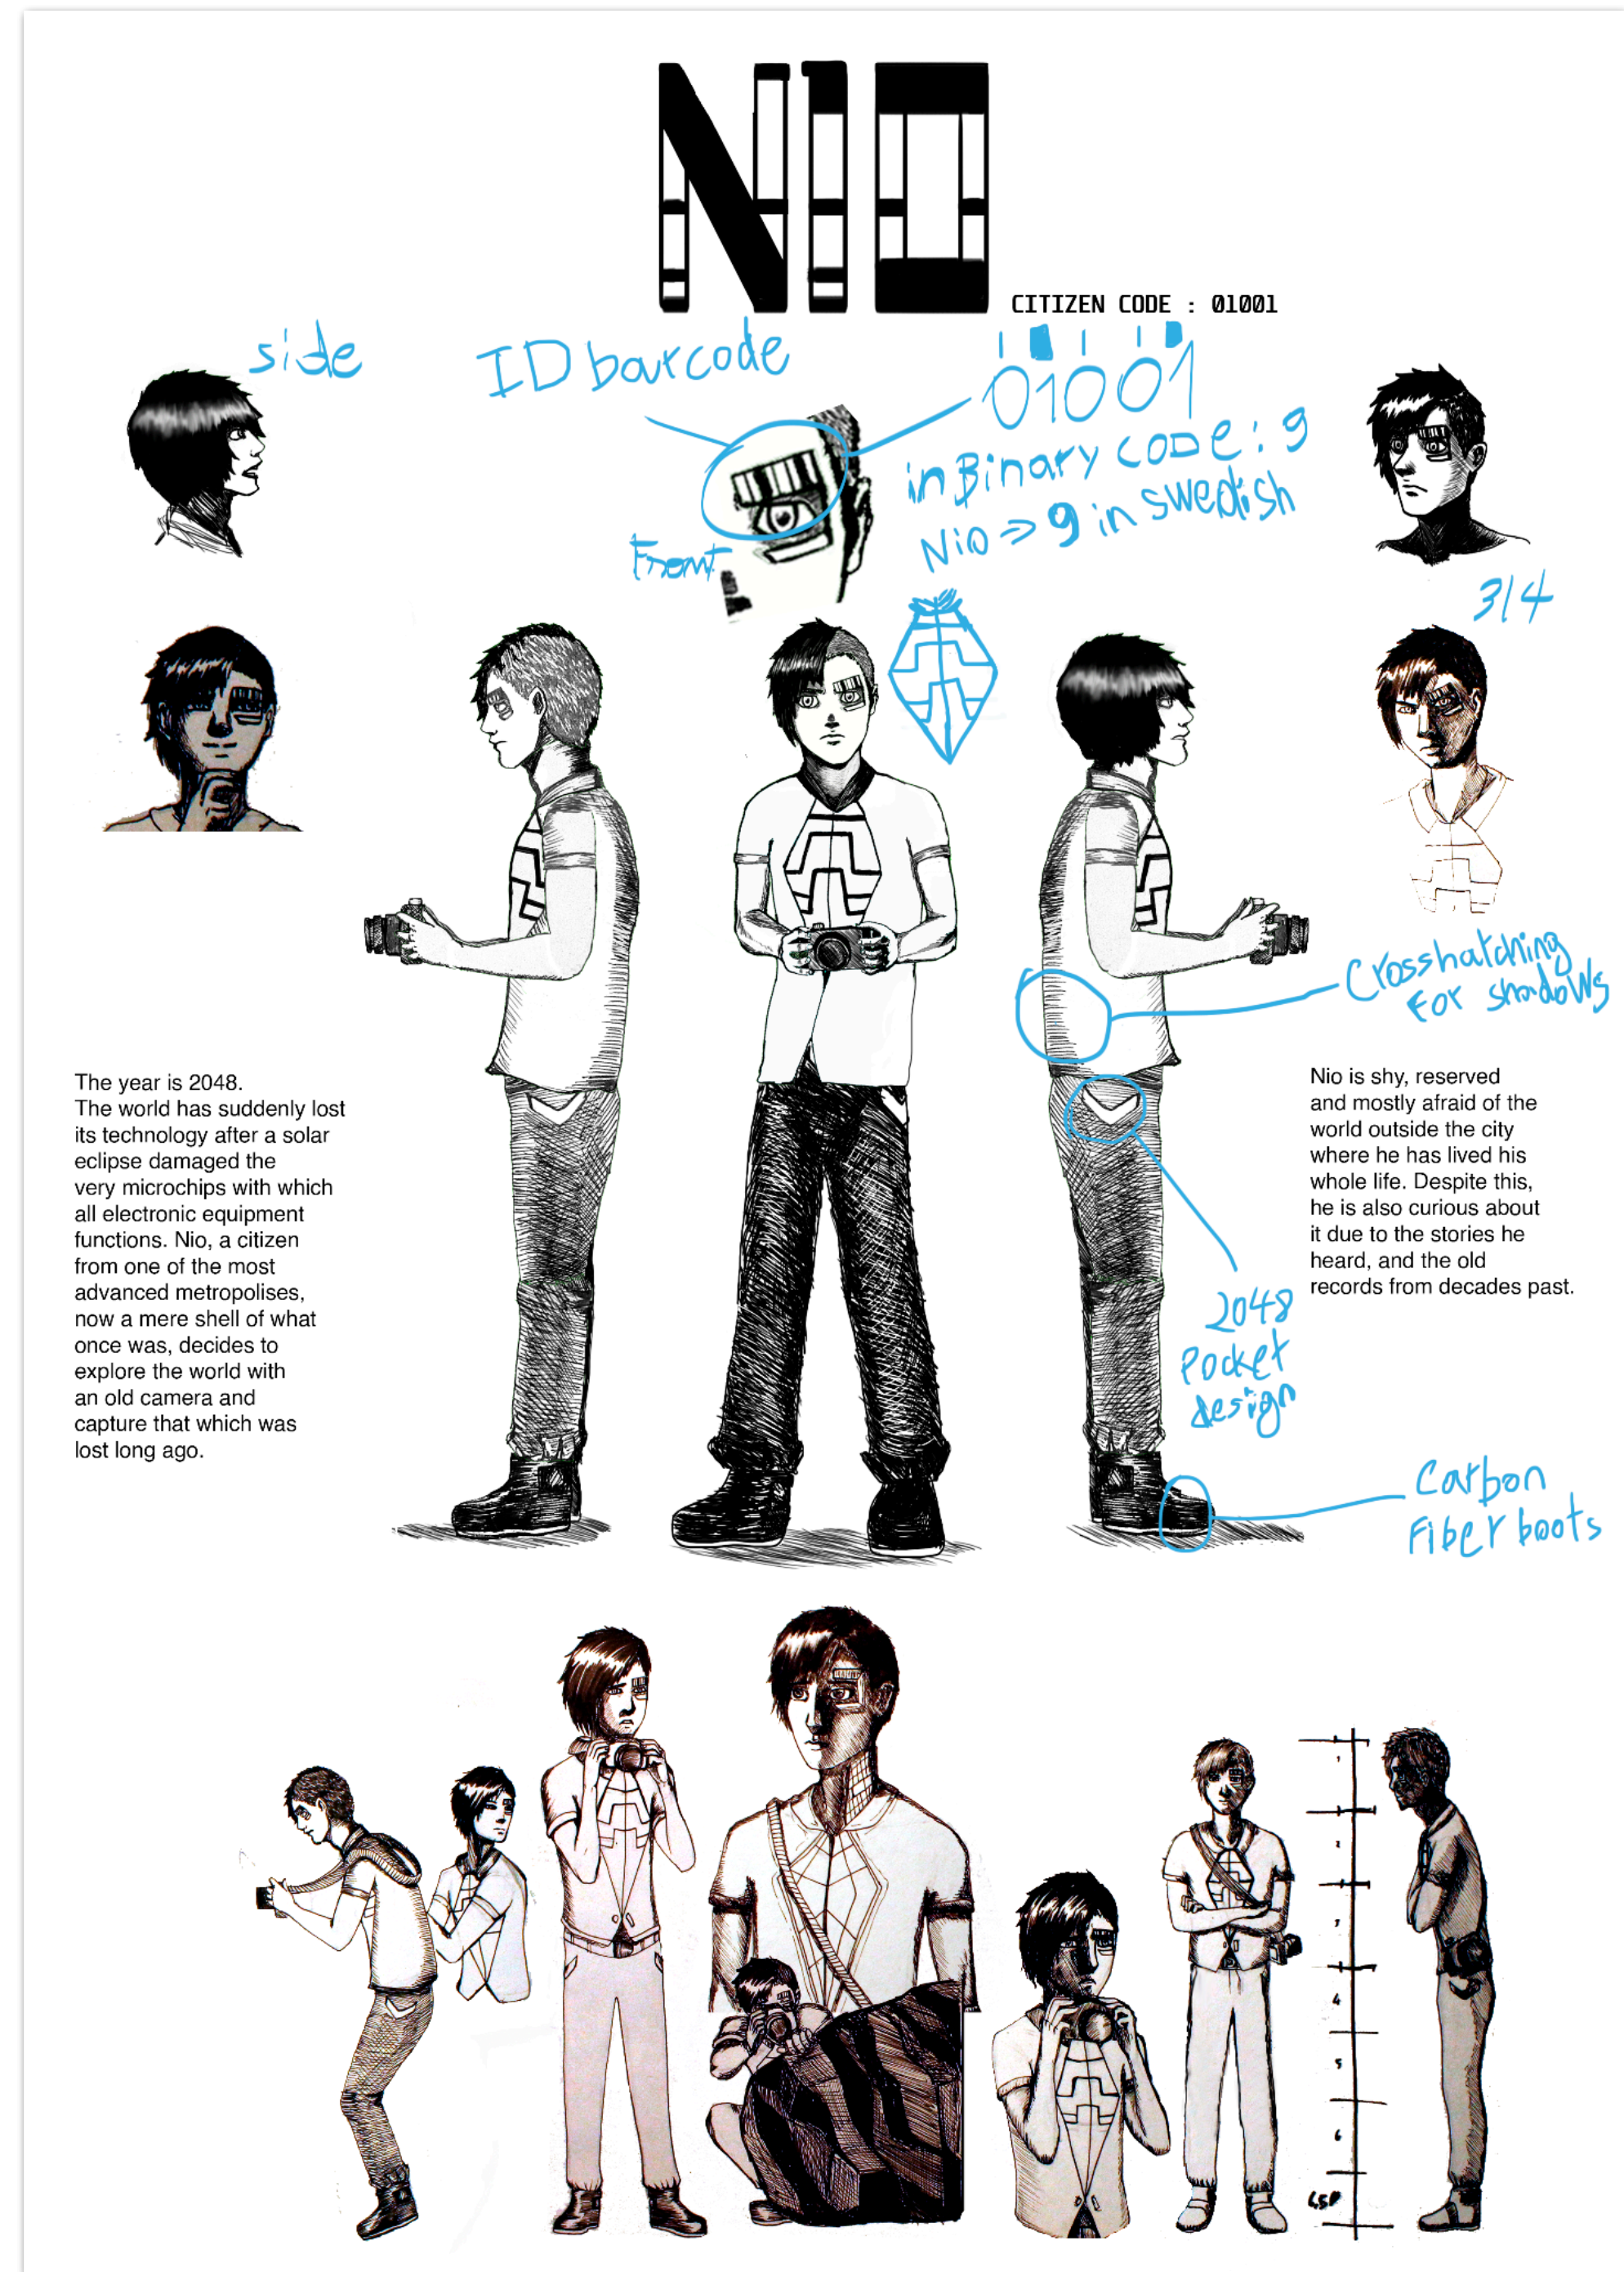 NIO
CITIZEN CODE : 01001
side
ID barcode
01001
in Binary CODE : 9
Nio => 9 in swedish
Front
3/4
Crosshatching
For shadows
The year is 2048.
The world has suddenly lost
its technology after a solar
eclipse damaged the
very microchips with which
all electronic equipment
functions. Nio, a citizen
from one of the most
advanced metropolises,
now a mere shell of what
once was, decides to
explore the world with
an old camera and
capture that which was
lost long ago.
Nio is shy, reserved
and mostly afraid of the
world outside the city
where he has lived his
whole life. Despite this,
he is also curious about
it due to the stories he
heard, and the old
records from decades past.
2048
Pocket
design
Carbon
Fiber boots
1
2
3
4
5
6